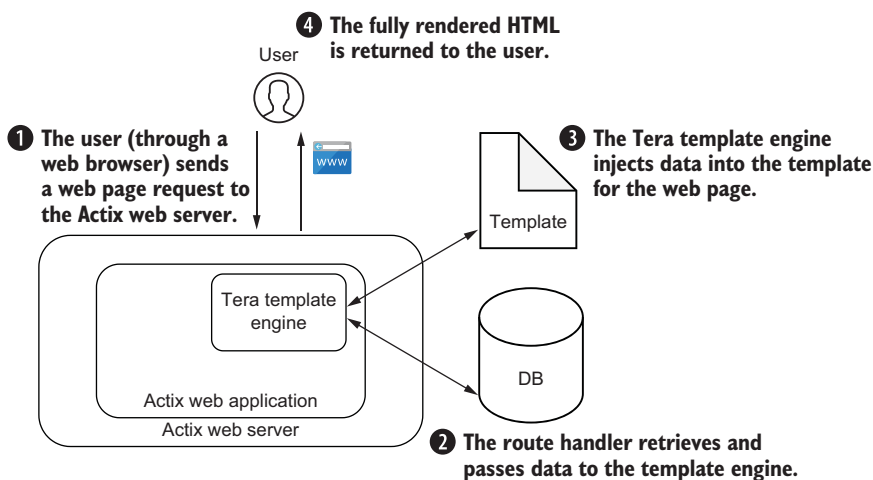 4 The fully rendered HTML
is returned to the user.
User
1 The user (through a
web browser) sends
a web page request to
the Actix web server.
www
3 The Tera template engine
injects data into the template
for the web page.
Template
Tera template
engine
DB
Actix web application
Actix web server
2 The route handler retrieves and
passes data to the template engine.